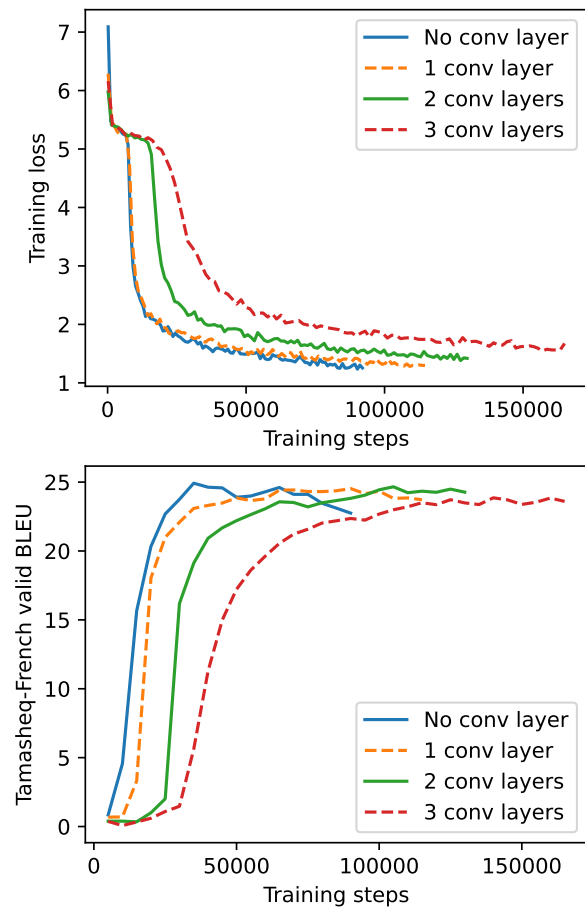 7
6
5
4
3
2
1
Training loss
No conv layer
1 conv layer
2 conv layers
3 conv layers
0 50000 100000 150000
Training steps
25
20
15
10
5
0
Tamasheq-French valid BLEU
No conv layer
1 conv layer
2 conv layers
3 conv layers
0 50000 100000 150000
Training steps